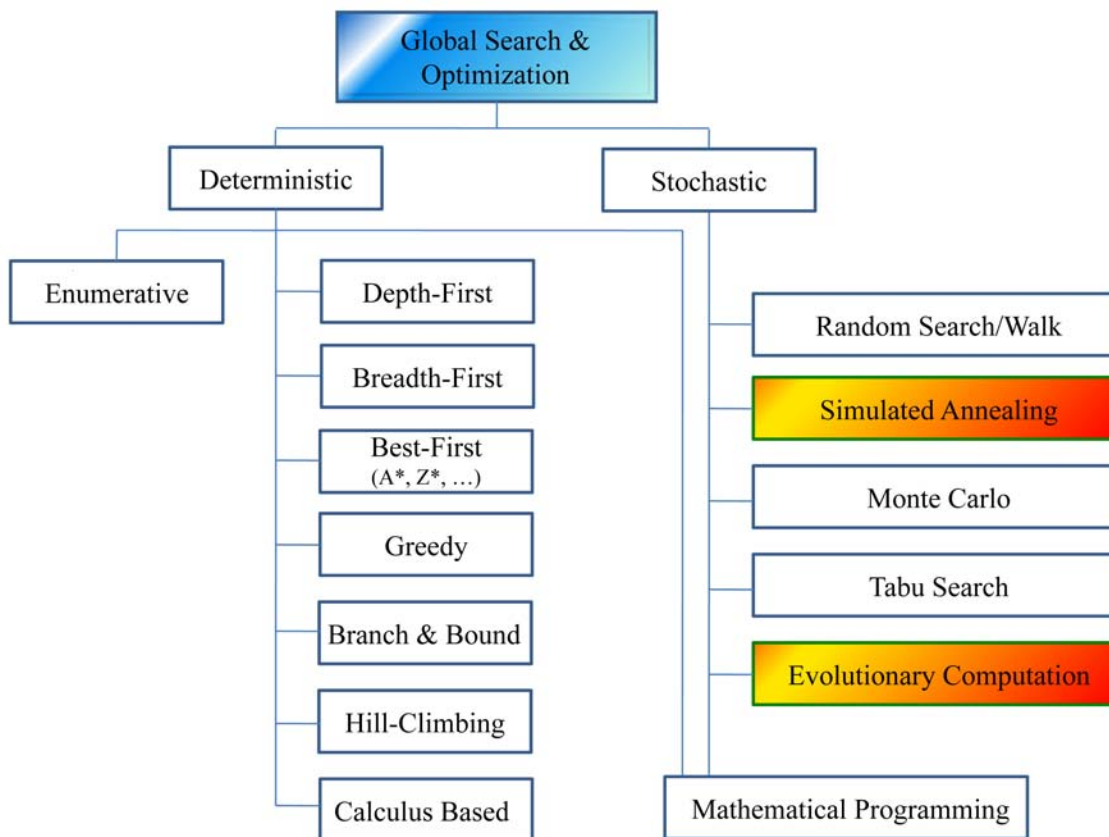 Global Search &
Optimization
Deterministic
Stochastic
Enumerative
Depth-First
Breadth-First
Best-First
(A*, Z*, …)
Greedy
Branch & Bound
Hill-Climbing
Calculus Based
Random Search/Walk
Simulated Annealing
Monte Carlo
Tabu Search
Evolutionary Computation
Mathematical Programming